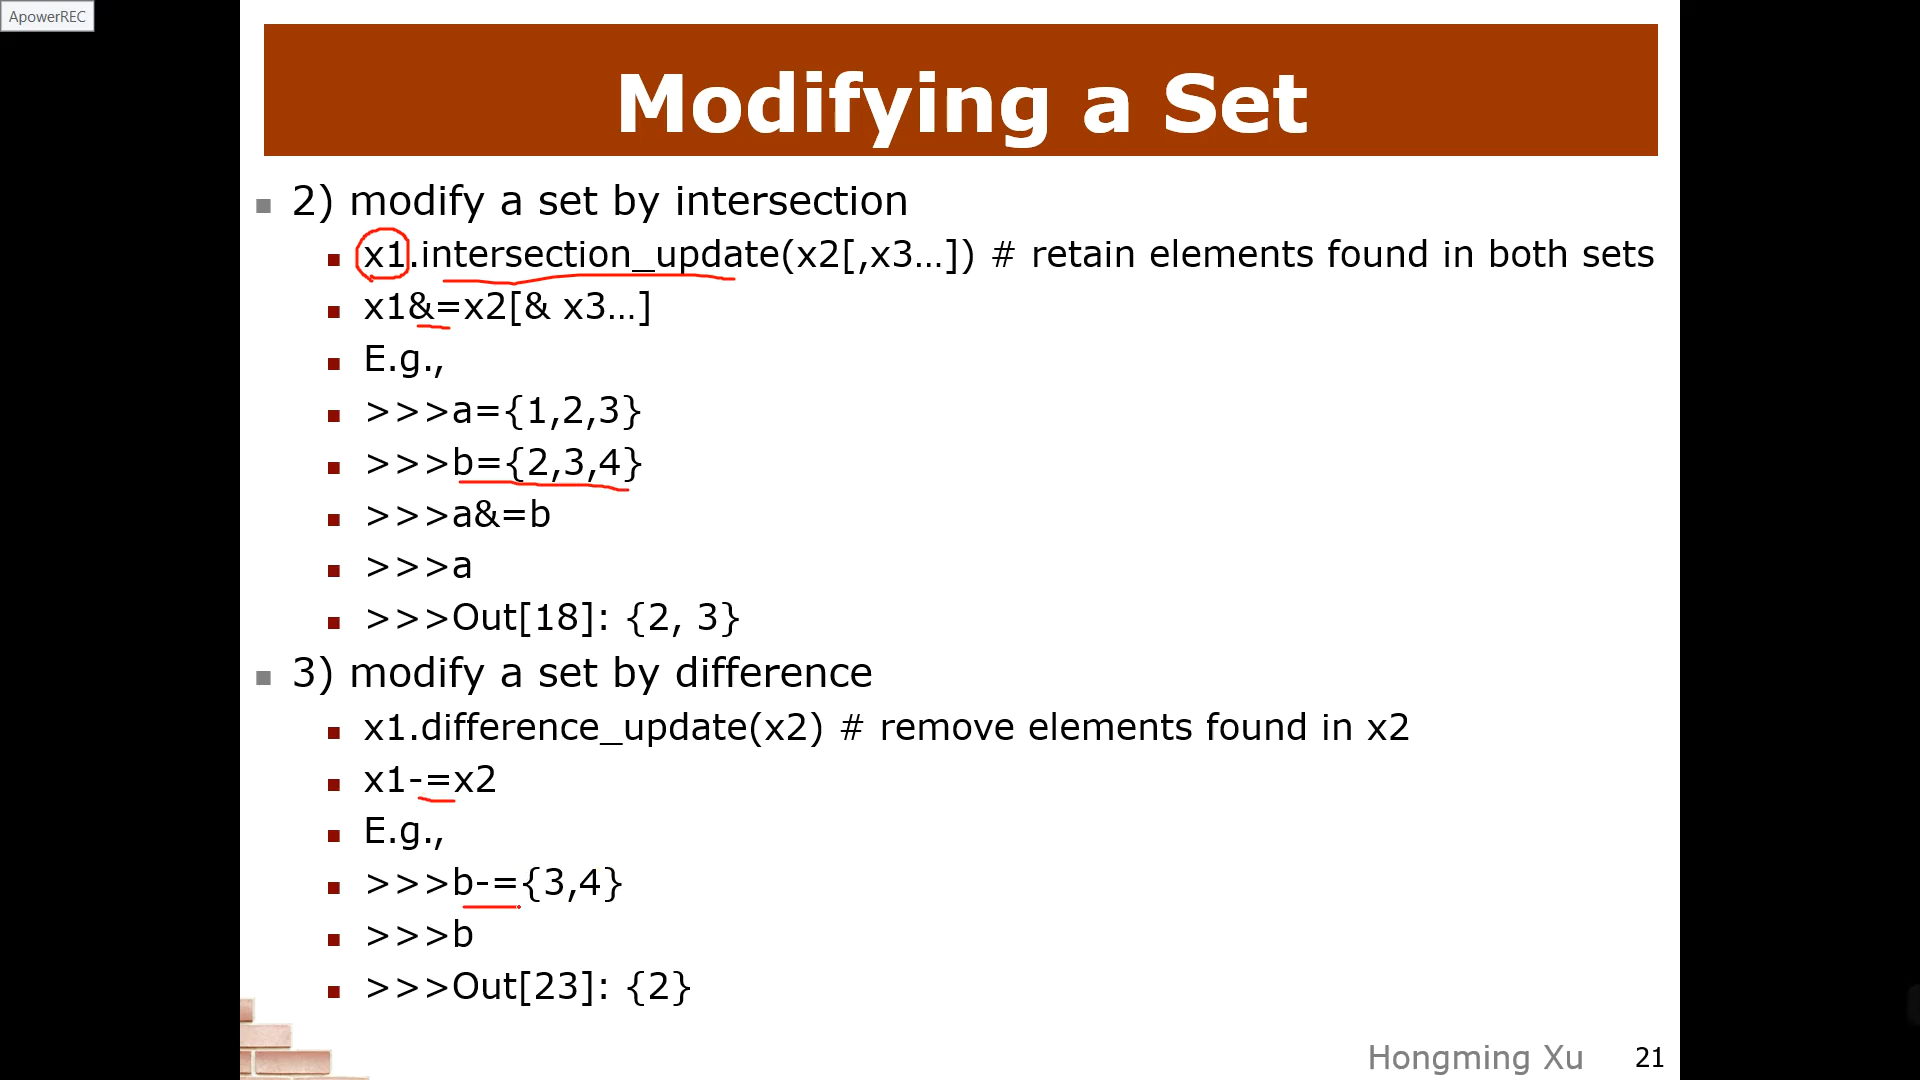 ApowerREC
Modifying a Set
2) modify a set by intersection
x1.intersection_update(x2[,x3…]) # retain elements found in both sets
x1&=x2[& x3…]
E.g.,
>>>a={1,2,3}
>>>b={2,3,4}
>>>a&=b
>>>a
>>>Out[18]: {2, 3}
3) modify a set by difference
x1.difference_update(x2) # remove elements found in x2
x1-=x2
E.g.,
>>>b-={3,4}
>>>b
>>>Out[23]: {2}
Hongming Xu 21